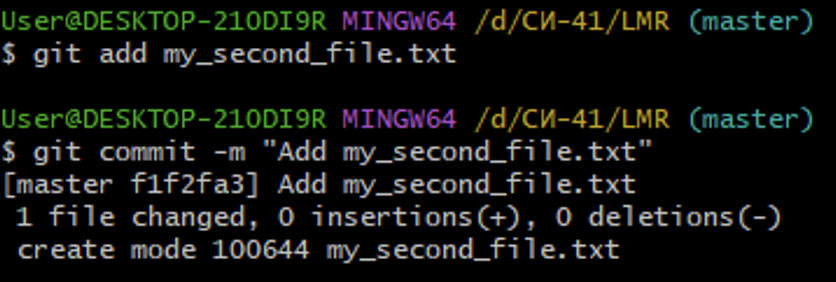 User@DESKTOP-21ODI9R MINGW64 /d/СИ-41/LMR (master)
$ git add my_second_file.txt
User@DESKTOP-21ODI9R MINGW64 /d/СИ-41/LMR (master)
$ git commit -m "Add my_second_file.txt"
[master f1f2fa3] Add my_second_file.txt
1 file changed, 0 insertions(+), 0 deletions(-)
create mode 100644 my_second_file.txt